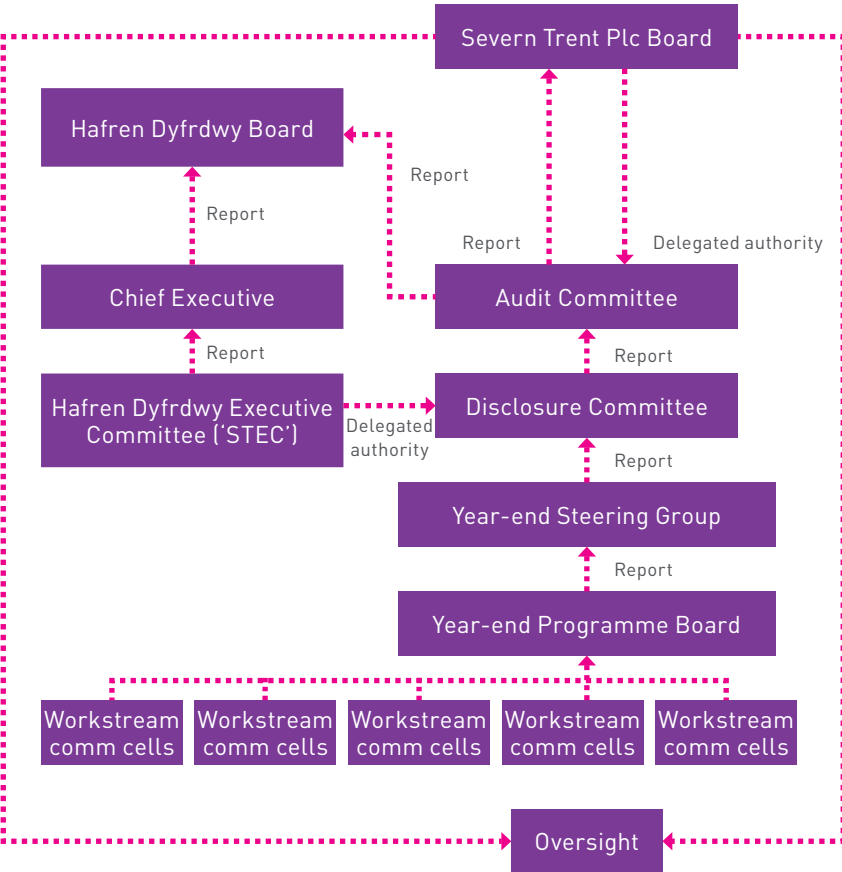 Severn Trent Plc Board
Hafren Dyfrdwy Board
Report
Report
Report
Delegated authority
Chief Executive
Audit Committee
Report
Report
Hafren Dyfrdwy Executive
Committee (‘STEC’)
Delegated
authority
Disclosure Committee
Report
Year-end Steering Group
Report
Year-end Programme Board
Workstream
comm cells
Workstream
comm cells
Workstream
comm cells
Workstream
comm cells
Workstream
comm cells
Oversight